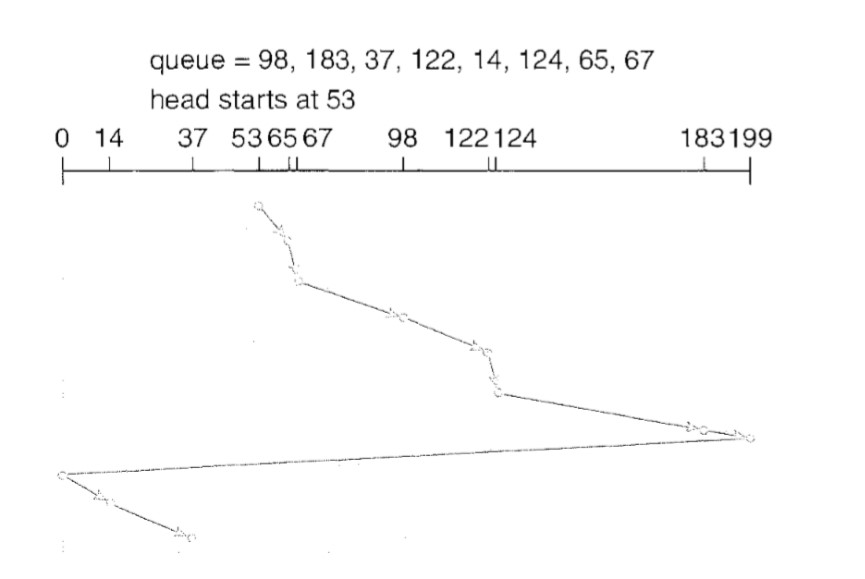 queue = 98, 183, 37, 122, 14, 124, 65, 67
head starts at 53
0 14 37 53 65 67 98 122 124 183 199